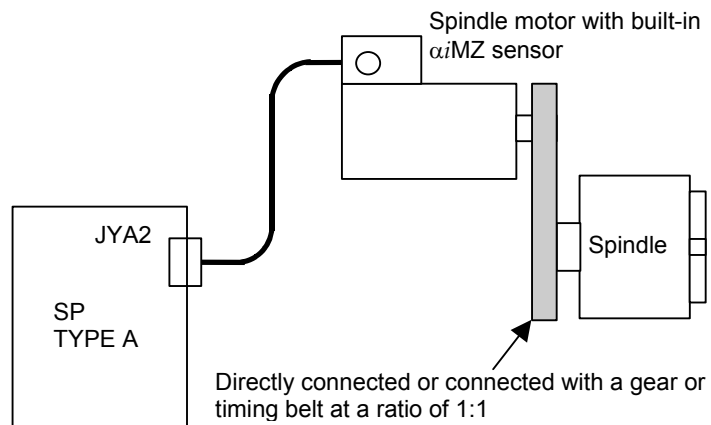 Spindle motor with built-in
αiMZ sensor
JYA2
Spindle
SP
TYPE A
Directly connected or connected with a gear or
timing belt at a ratio of 1:1